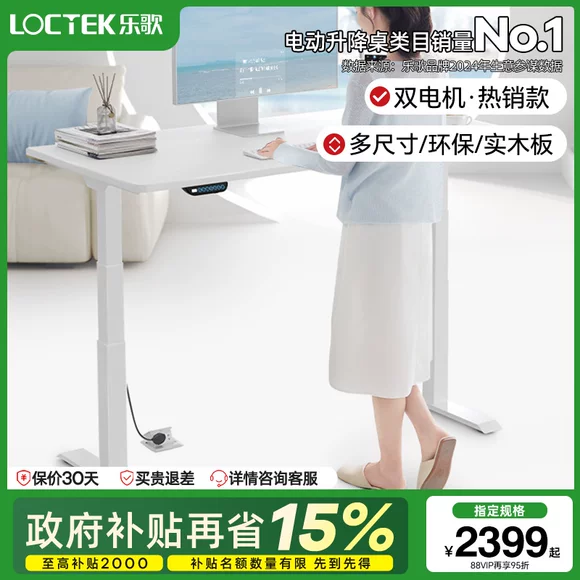 LOCTEK乐歌
电动升降桌类目销量No.1
数据来源：乐歌品牌2024年生意参谋数据
双电机·热销款
多尺寸/环保/实木板
保价30天 买贵退差 详情咨询客服
政府补贴再省15%
至高补贴2000 补贴名额数量有限 先到先得
指定规格
¥2399起
88VIP再享95折